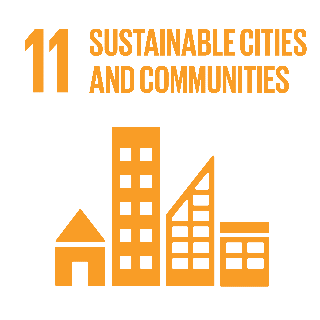 11 SUSTAINABLE CITIES
AND COMMUNITIES